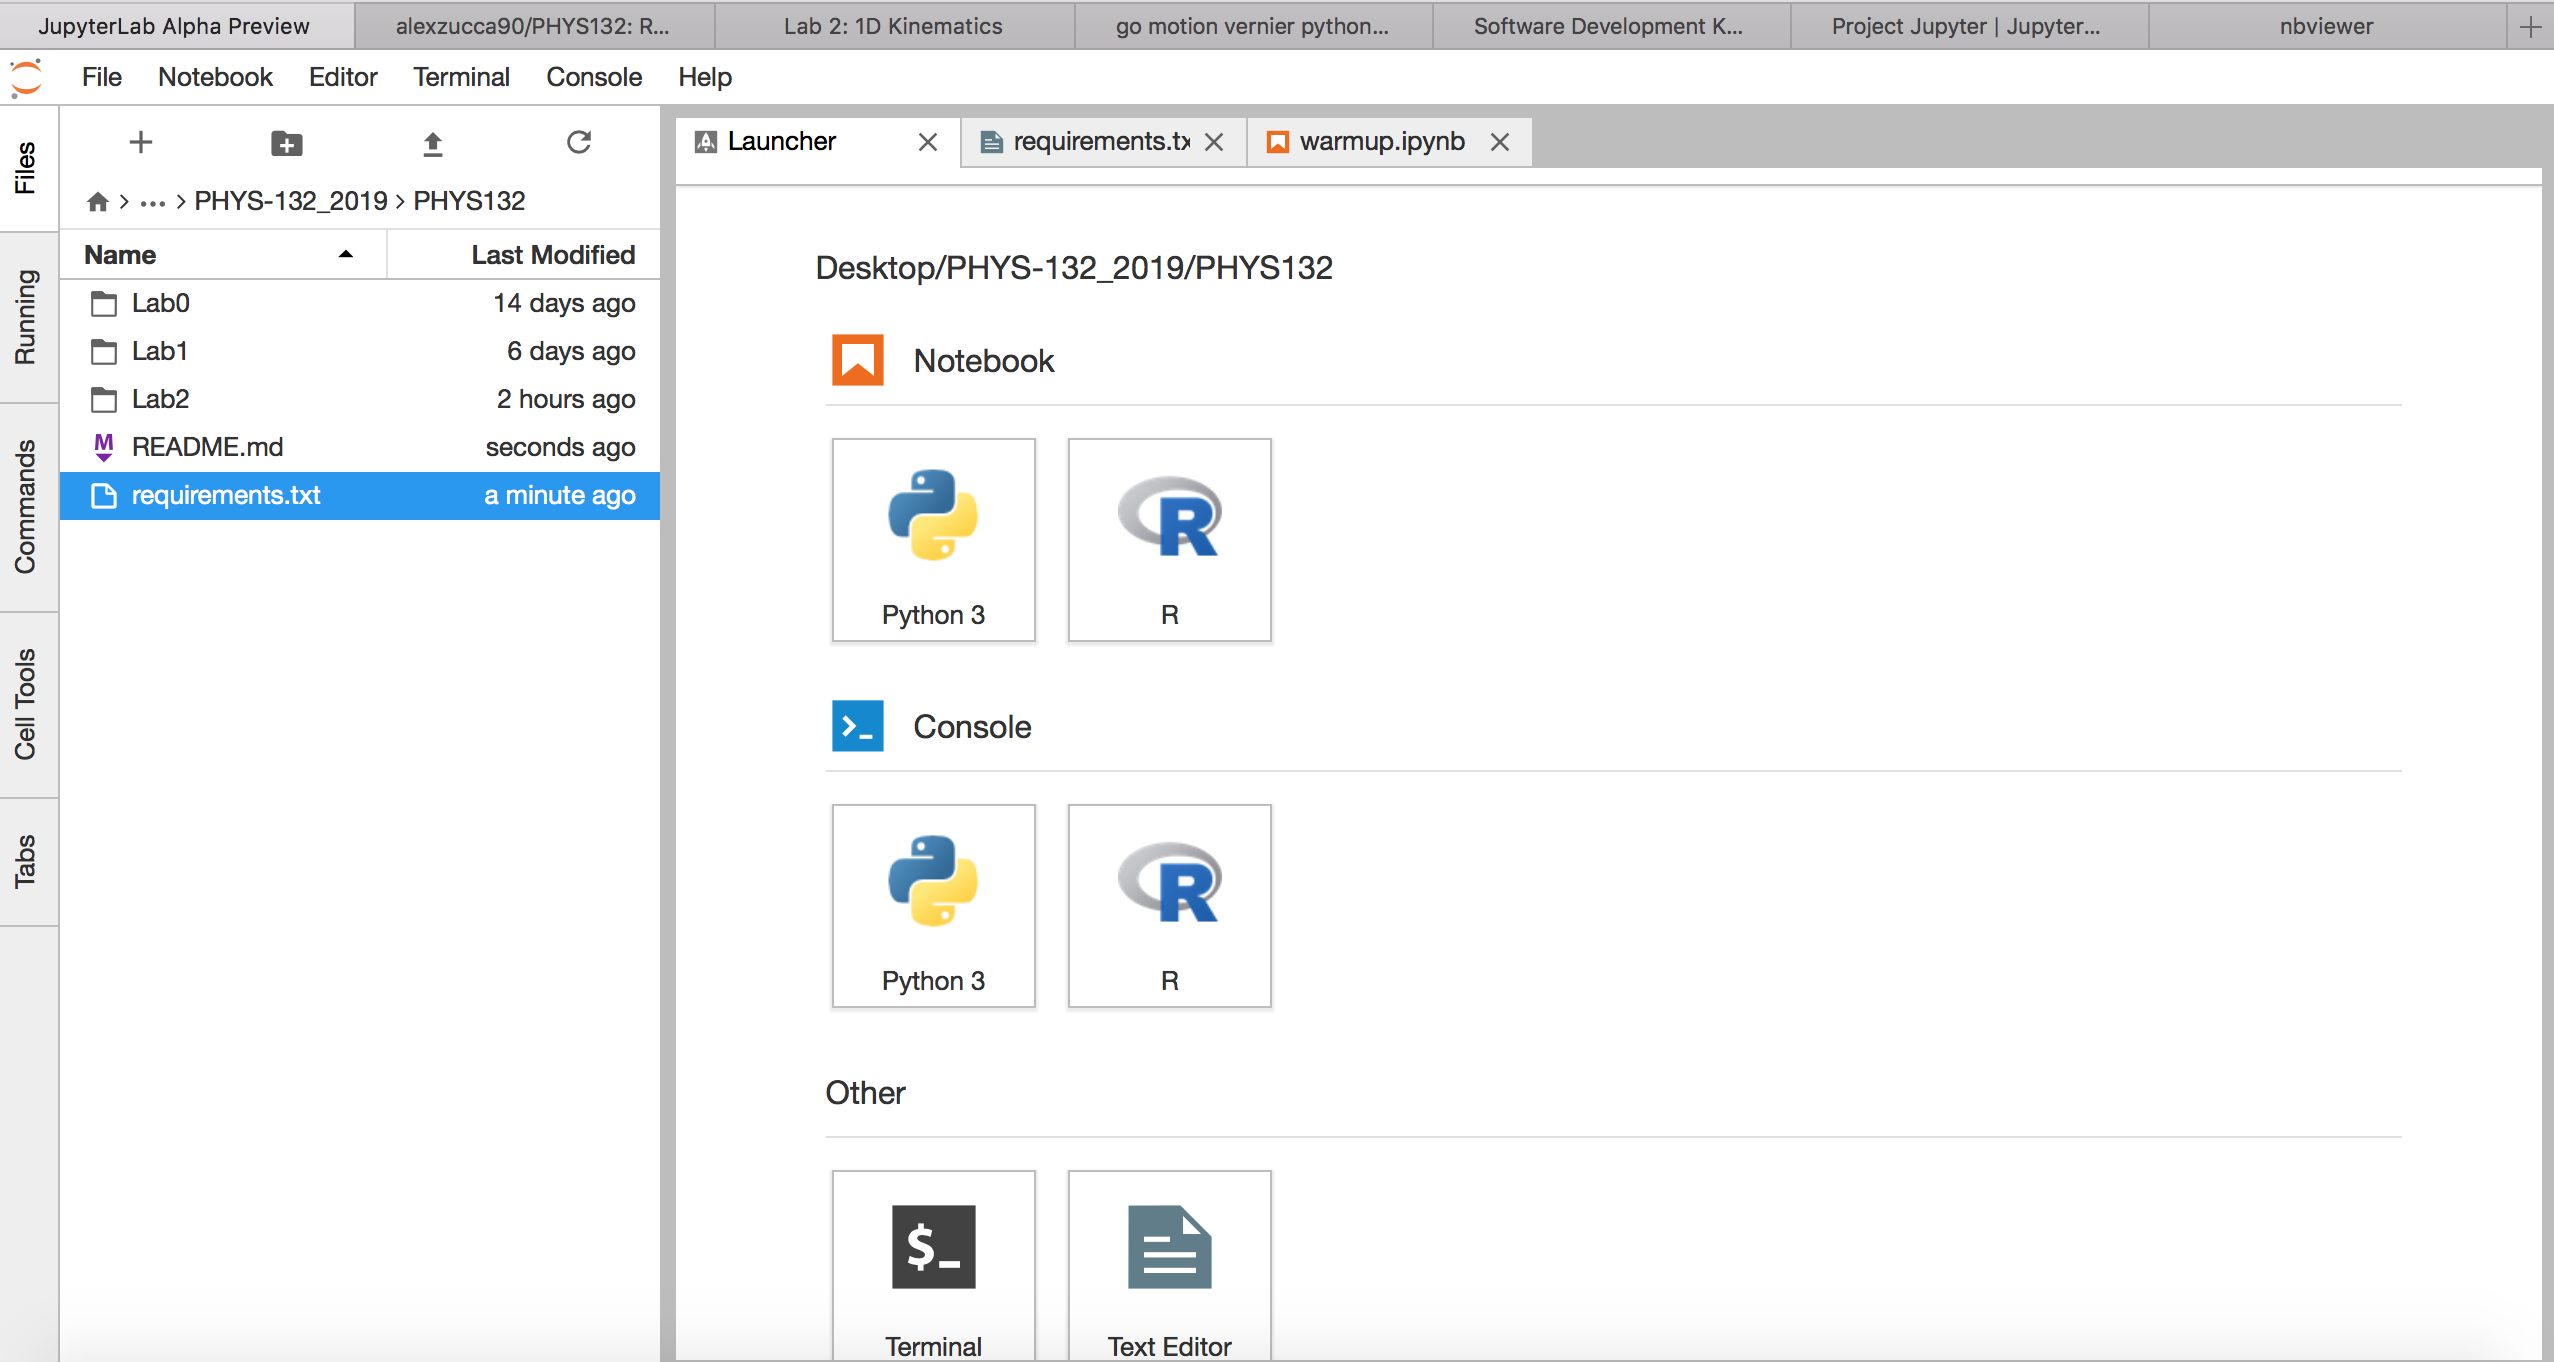 JupyterLab Alpha Preview alexzucca90/PHYS132: R... Lab 2: 1D Kinematics go motion vernier python... Software Development K... Project Jupyter | Jupyter... nbviewer
File Notebook Editor Terminal Console Help
Files
Running
Commands
Cell Tools
Tabs
... > PHYS-132_2019 > PHYS132
Name Last Modified
Lab0 14 days ago
Lab1 6 days ago
Lab2 2 hours ago
README.md seconds ago
requirements.txt a minute ago
Launcher requirements.tx warmup.ipynb
Desktop/PHYS-132_2019/PHYS132
Notebook
Python 3 R
Console
Python 3 R
Other
$_
Terminal Text Editor